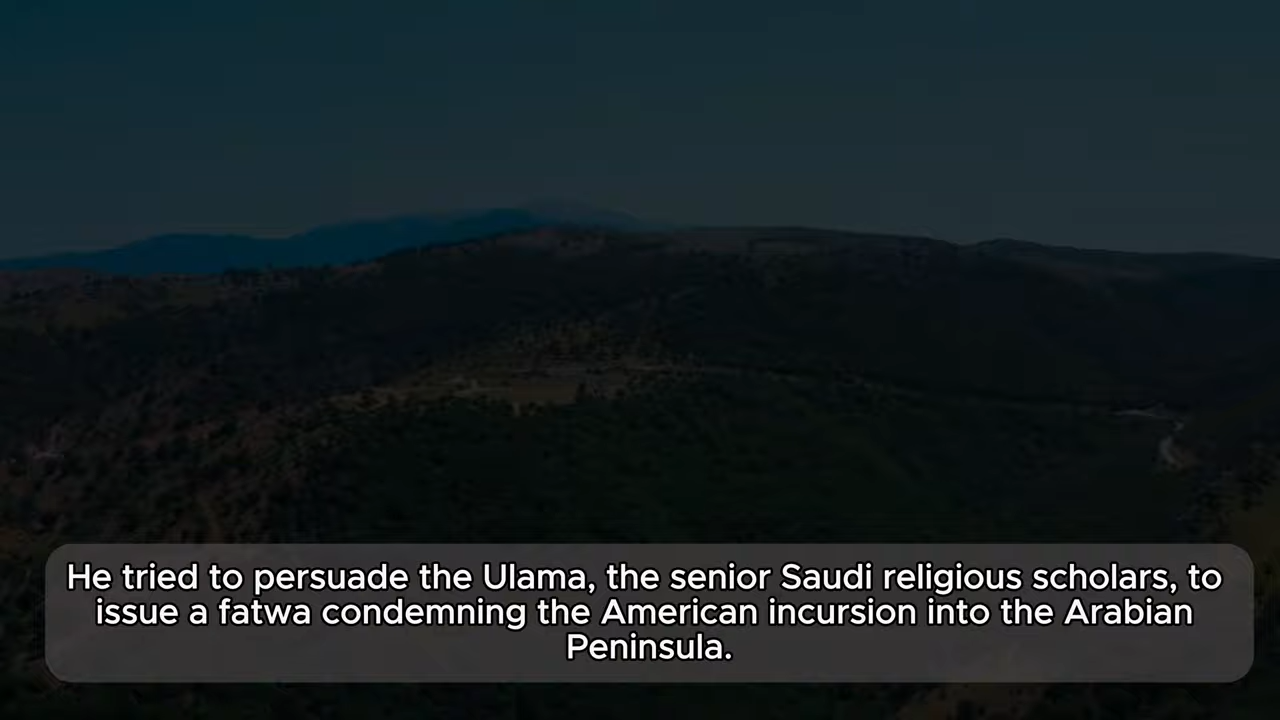 He tried to persuade the Ulama, the senior Saudi religious scholars, to
issue a fatwa condemning the American incursion into the Arabian
Peninsula.